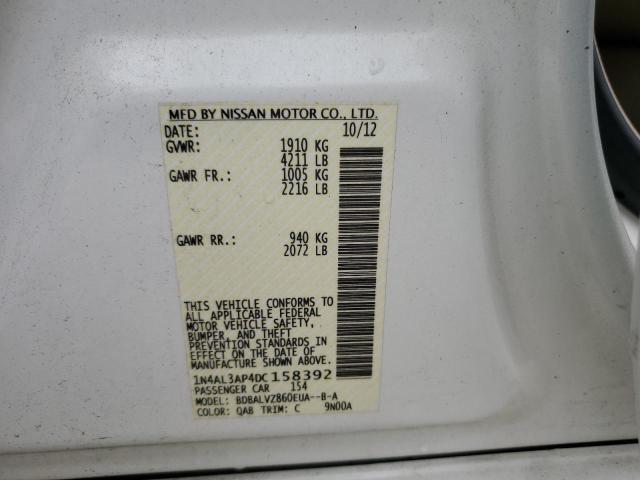 MFD BY NISSAN MOTOR CO., LTD.
DATE: 10/12
GVWR: 1910 KG
4211 LB
GAWR FR.: 1005 KG
2216 LB
GAWR RR.: 940 KG
2072 LB
THIS VEHICLE CONFORMS TO
ALL APPLICABLE FEDERAL
MOTOR VEHICLE SAFETY,
BUMPER, AND THEFT
PREVENTION STANDARDS IN
EFFECT ON THE DATE OF
MANUFACTURE SHOWN ABOVE.
1N4AL3AP4DC158392
PASSENGER CAR 154
MODEL: BDBALVZ860EUA--B-A
COLOR: QAB TRIM: C 9N00A